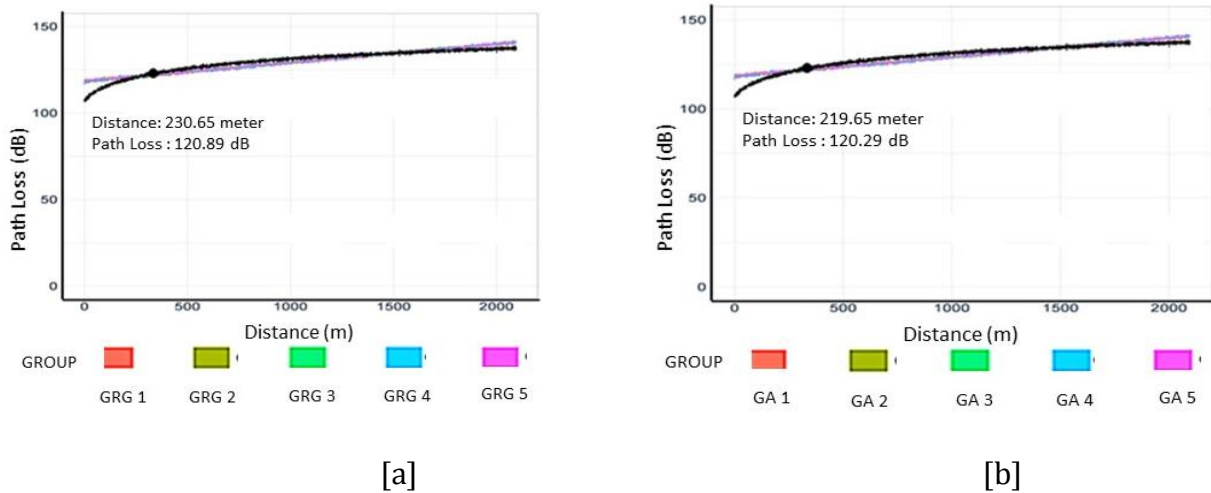 150
100
50
0
Path Loss (dB)
Distance: 230.65 meter
Path Loss : 120.89 dB
0 500 1000 1500 2000
Distance (m)
GROUP
GRG 1 GRG 2 GRG 3 GRG 4 GRG 5
[a]
150
100
50
0
Path Loss (dB)
Distance: 219.65 meter
Path Loss : 120.29 dB
0 500 1000 1500 2000
Distance (m)
GROUP
GA 1 GA 2 GA 3 GA 4 GA 5
[b]